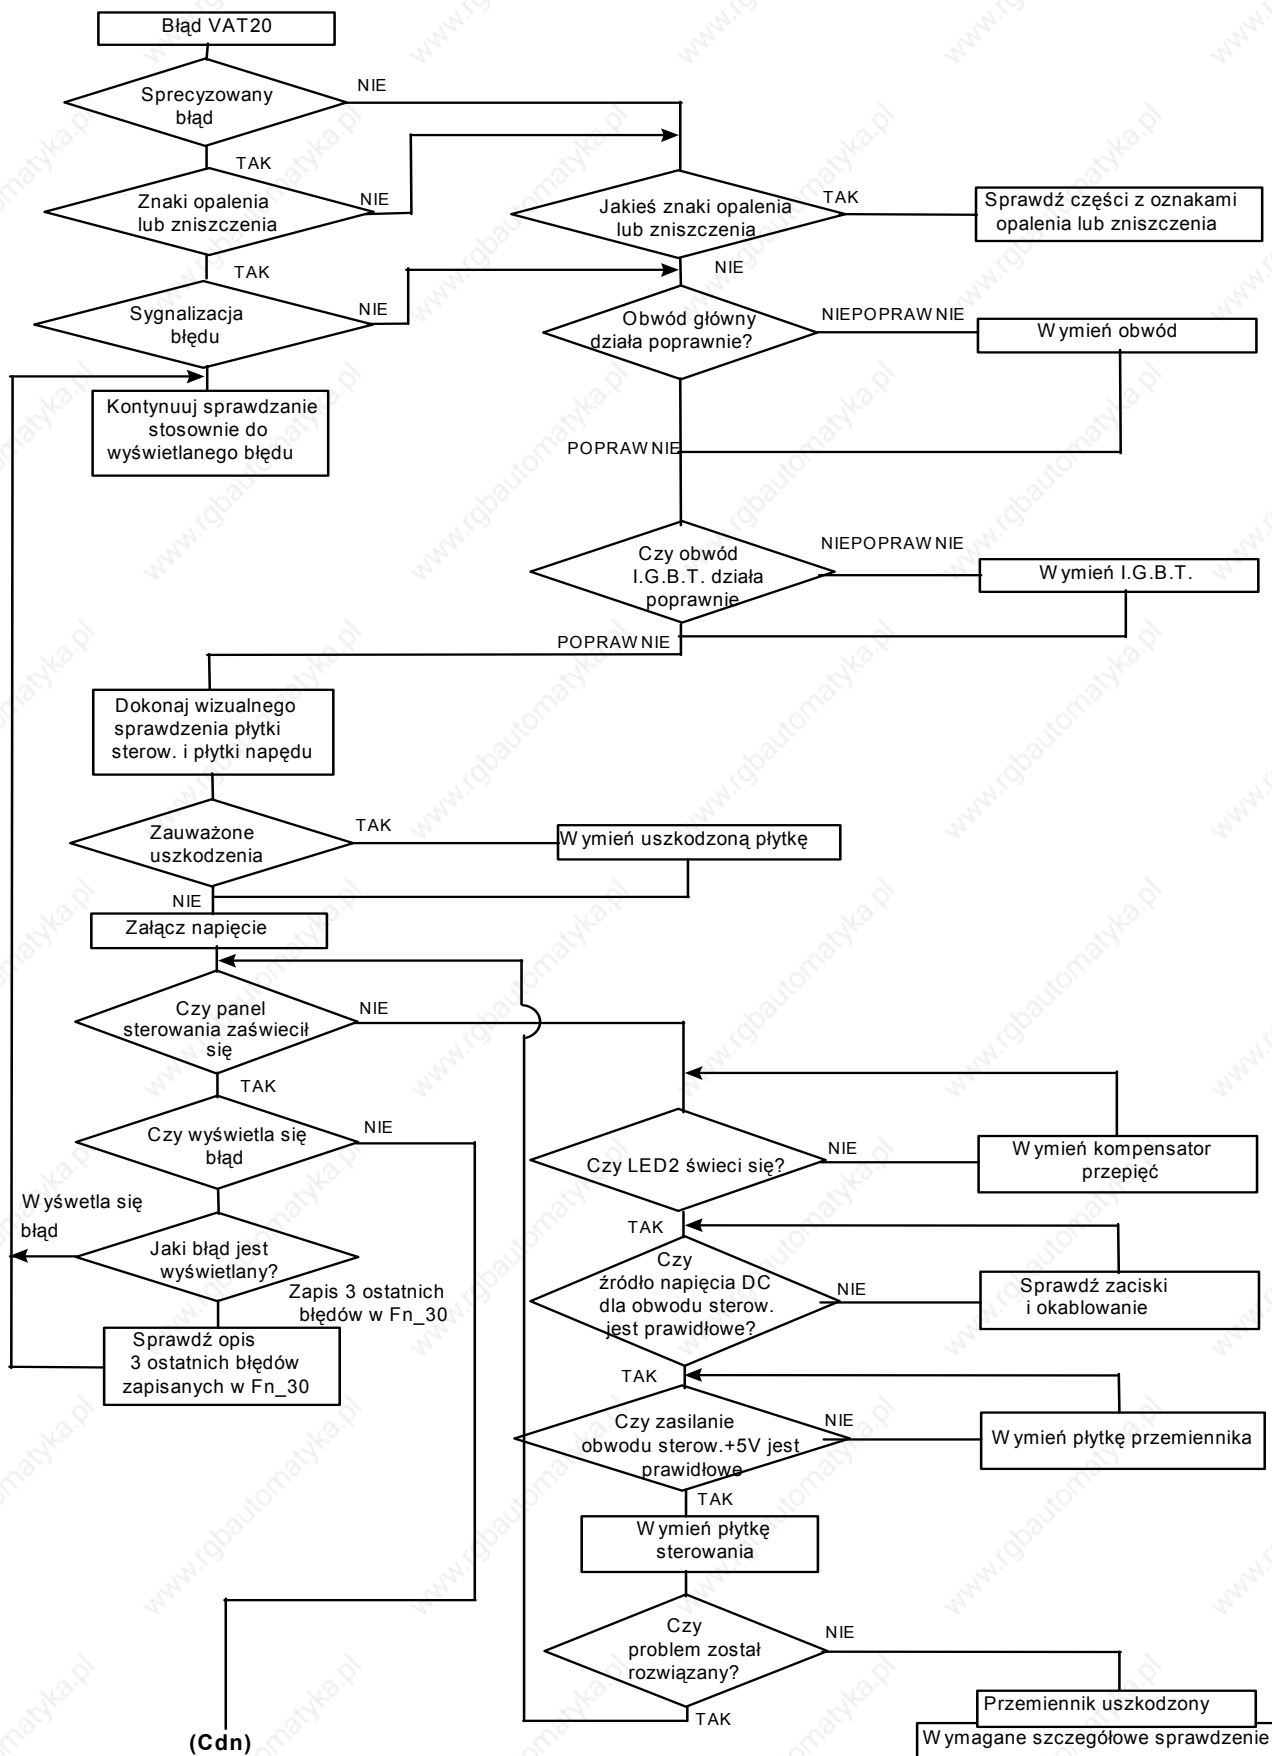 Błąd VAT20
Sprecyzowany
błąd
NIE
TAK
Znaki opalenia
lub zniszczenia
NIE
Jakieś znaki opalenia
lub zniszczenia
TAK
Sprawdź części z oznakami
opalenia lub zniszczenia
TAK
NIE
Sygnalizacja
błędu
NIE
Obwód główny
działa poprawnie?
NIEPOPRAWNIE
Wymień obwód
Kontynuuj sprawdzanie
stosownie do
wyświetlanego błędu
POPRAWNIE
Czy obwód
I.G.B.T. działa
poprawnie
NIEPOPRAWNIE
Wymień I.G.B.T.
POPRAWNIE
Dokonaj wizualnego
sprawdzenia płytki
sterow. i płytki napędu
Zauważone
uszkodzenia
TAK
Wymień uszkodzoną płytkę
NIE
Załącz napięcie
Czy panel
sterowania zaświecił
się
NIE
TAK
Czy wyświetla się
błąd
NIE
Czy LED2 świeci się?
NIE
Wymień kompensator
przepięć
Wyśwetla się
błąd
Jaki błąd jest
wyświetlany?
Zapis 3 ostatnich
błędów w Fn_30
TAK
Czy
źródło napięcia DC
dla obwodu sterow.
jest prawidłowe?
NIE
Sprawdź zaciski
i okablowanie
Sprawdź opis
3 ostatnich błędów
zapisanych w Fn_30
TAK
Czy zasilanie
obwodu sterow.+5V jest
prawidłowe
NIE
Wymień płytkę przemiennika
TAK
Wymień płytkę
sterowania
Czy
problem został
rozwiązany?
NIE
TAK
Przemiennik uszkodzony
Wymagane szczegółowe sprawdzenie
(Cdn)
www.rgbautomatyka.pl